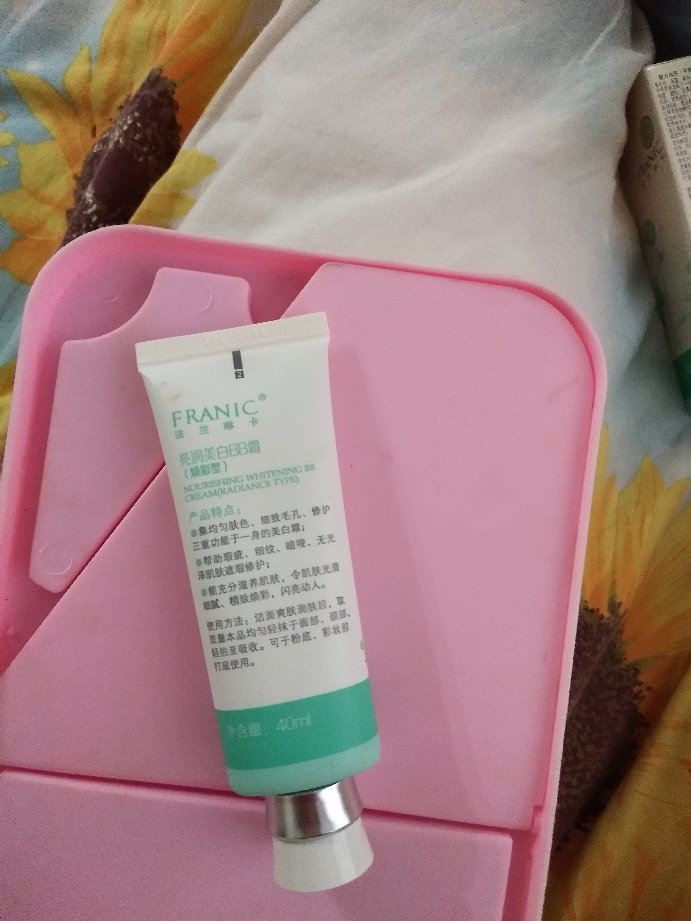 FRANIC®
法兰琳卡
亮润美白BB霜
(焕彩型)
NOURISHING WHITENING BB
CREAM(RADIANCE TYPE)
产品特点:
●集均匀肤色、细致毛孔、修护
三重功能于一身的美白霜;
●帮助瑕疵、细纹、暗哑、无光
泽肌肤遮瑕修护;
●能充分滋养肌肤,令肌肤光滑
细腻、精致焕彩,闪亮动人。
使用方法:洁面爽肤润肤后,取
适量本品均匀轻抹于面部、颈部,
轻拍至吸收。可于粉底、彩妆前
打底使用。
净含量:40ml
FRANIC